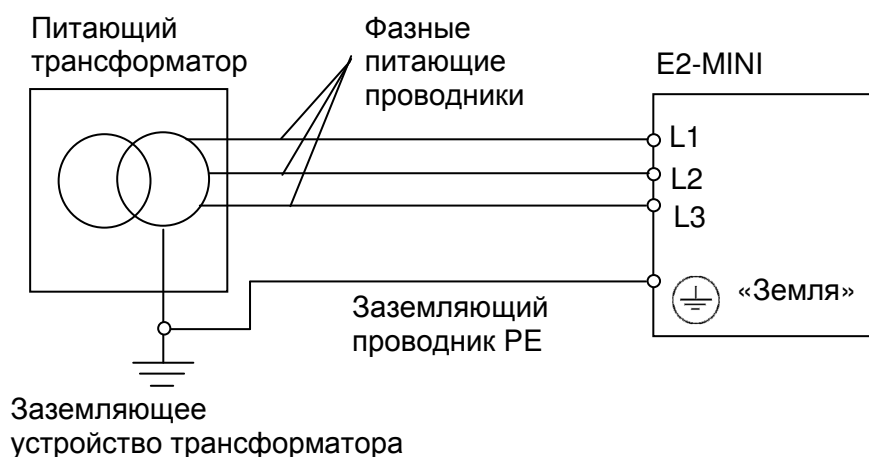 Питающий
трансформатор
Фазные
питающие
проводники
E2-MINI
L1
L2
L3
«Земля»
Заземляющий
проводник PE
Заземляющее
устройство трансформатора